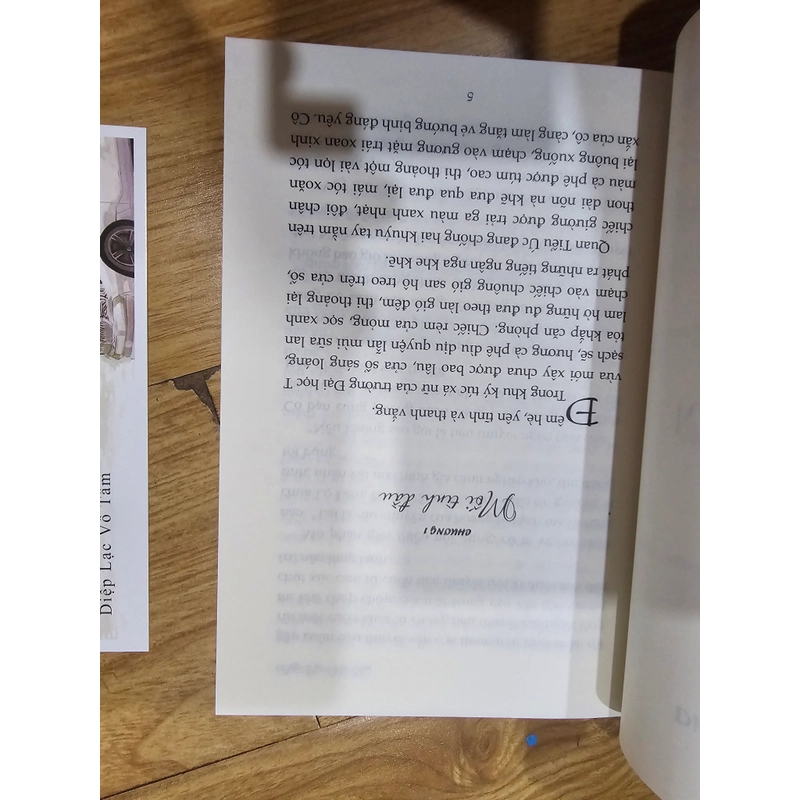 CHƯƠNG 1
Mối tình đầu
Đêm hè, yên tĩnh và thanh vắng.
Trong khu ký túc xá nữ của trường Đại học T
vừa mới xây chưa được bao lâu, cửa sổ sáng loáng,
sạch sẽ, hương cà phê dìu dịu quyện lẫn mùi sữa lan
tỏa khắp căn phòng. Chiếc rèm cửa mỏng, sọc xanh
lam hờ hững đu đưa theo làn gió đêm, thi thoảng lại
chạm vào chiếc chuông gió san hô treo trên cửa sổ,
phát ra những tiếng ngân nga khe khẽ.
Quan Tiểu Úc đang chống hai khuỷu tay nằm trên
chiếc giường được trải ga màu xanh nhạt, đôi chân
thon dài nõn nà khẽ đưa qua đưa lại, mái tóc xoăn
màu cà phê được túm cao, thi thoảng một vài lọn tóc
lại buông xuống, chạm vào gương mặt trái xoan xinh
xắn của cô, càng làm tăng vẻ bướng bỉnh đáng yêu. Cô
5
Diệp Lạc Vô Tâm